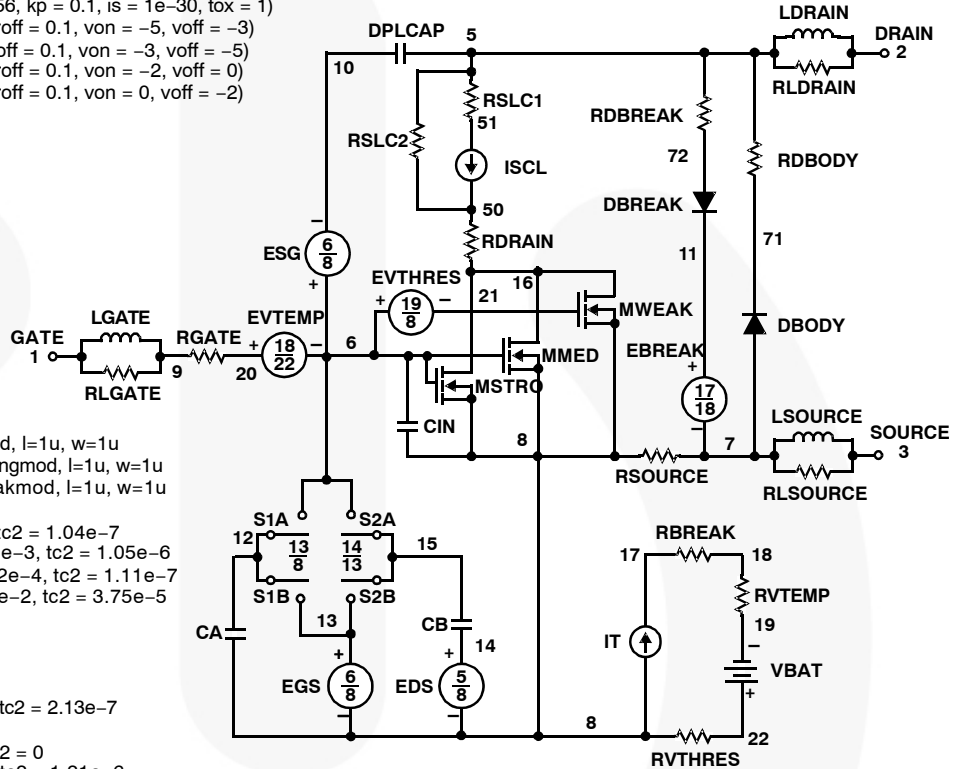 56, kp = 0.1, is = 1e−30, tox = 1)
voff = 0.1, von = −5, voff = −3)
off = 0.1, von = −3, voff = −5)
voff = 0.1, von = −2, voff = 0)
voff = 0.1, von = 0, voff = −2)
LDRAIN
DPLCAP 5 DRAIN
10 2
RLDRAIN
RSLC1
51
RSLC2
RDBREAK
72
ISCL
RDBODY
50
DBREAK
RDRAIN
71
11
−
ESG 6/8
+
EVTHRES
+ 19/8 −
16
21
MWEAK
LGATE
EVTEMP
GATE RGATE
1 + 18/22 − 6
9 20
RLGATE
MMED
EBREAK
+
DBODY
MSTRO
17/18
−
CIN
8
LSOURCE
7 SOURCE
3
RSOURCE
RLSOURCE
d, l=1u, w=1u
ngmod, l=1u, w=1u
akmod, l=1u, w=1u
tc2 = 1.04e−7
e−3, tc2 = 1.05e−6
2e−4, tc2 = 1.11e−7
e−2, tc2 = 3.75e−5
S1A S2A
12 13/8 14/13 15
S1B S2B
13
CA
CB
14
+ +
EGS 6/8 EDS 5/8
− −
8
RBREAK
17 18
RVTEMP
19
IT
−
VBAT
+
22
RVTHRES
tc2 = 2.13e−7
2 = 0